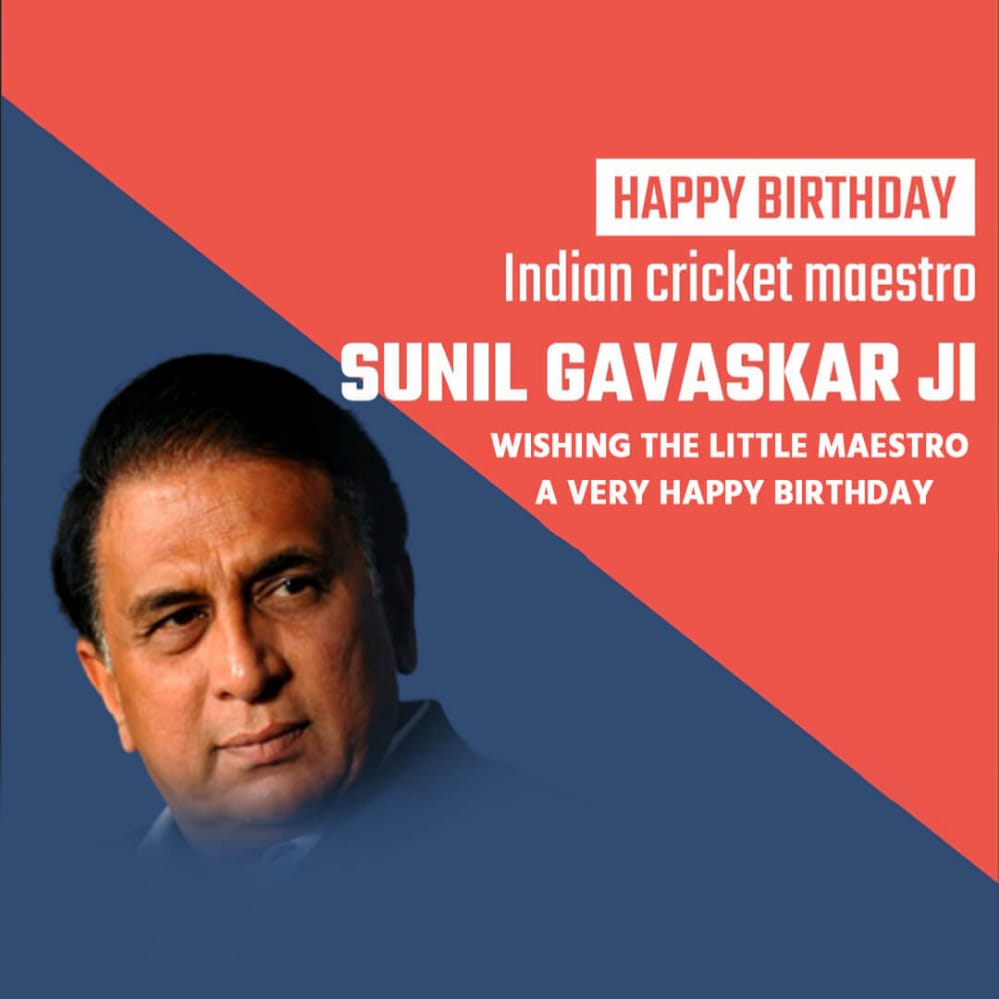 HAPPY BIRTHDAY
Indian cricket maestro
SUNIL GAVASKAR JI
WISHING THE LITTLE MAESTRO
A VERY HAPPY BIRTHDAY